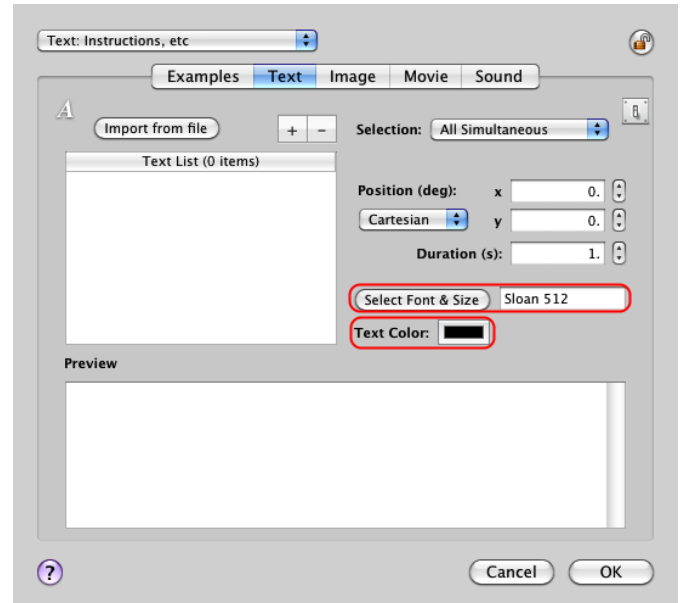 Text: Instructions, etc
Examples Text Image Movie Sound
A
Import from file + - Selection: All Simultaneous
Text List (0 items)
Position (deg): x 0.
Cartesian y 0.
Duration (s): 1.
Select Font & Size Sloan 512
Text Color:
Preview
? Cancel OK